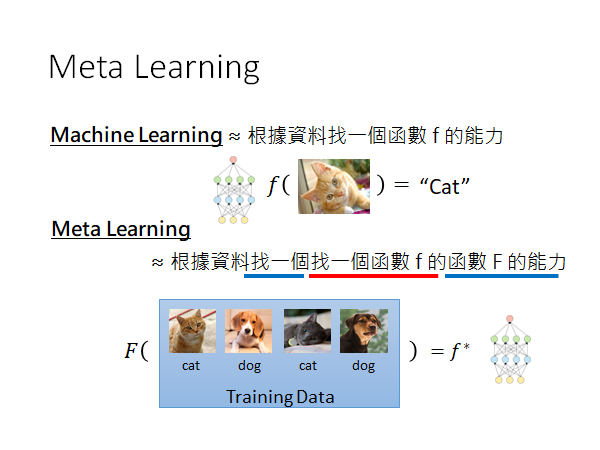 Meta Learning
Machine Learning ≈ 根據資料找一個函數 f 的能力
f ( ) = “Cat”
Meta Learning
≈ 根據資料找一個找一個函數 f 的函數 F 的能力
F ( ) = f *
cat dog cat dog
Training Data